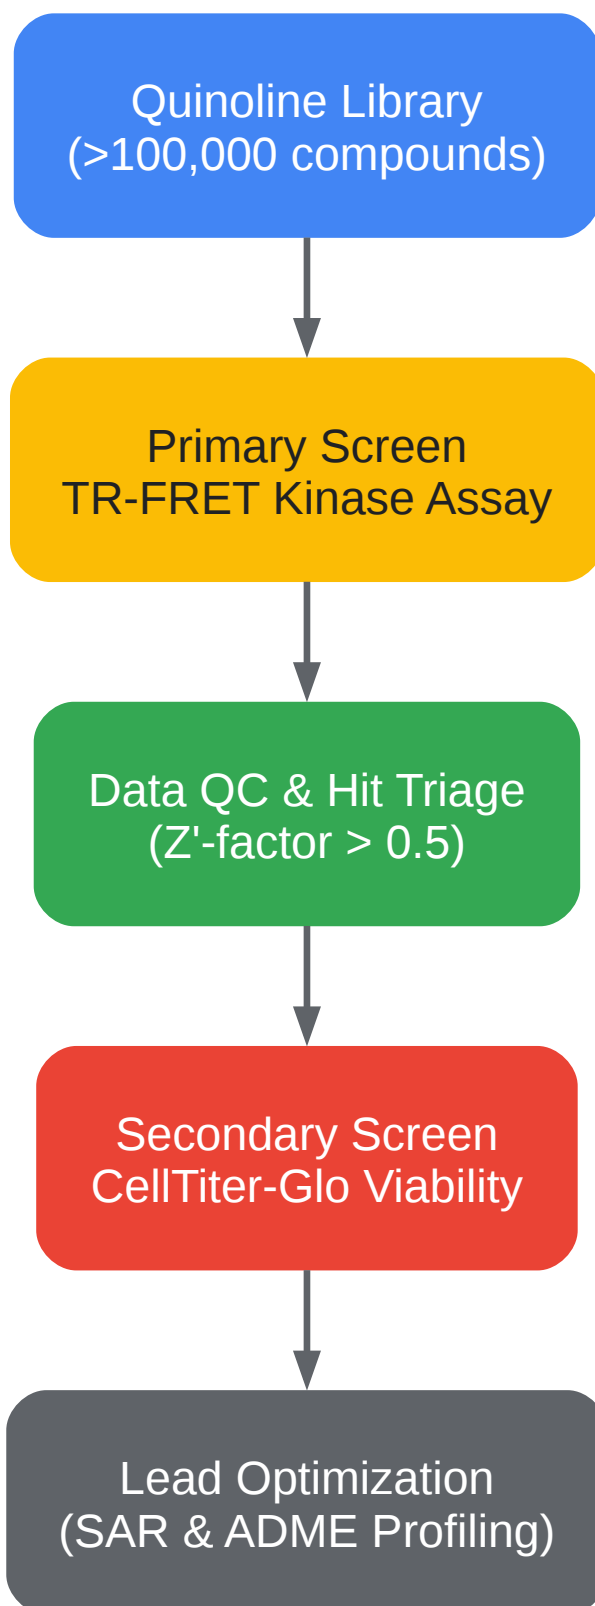 Quinoline Library
(>100,000 compounds)
Primary Screen
TR-FRET Kinase Assay
Data QC & Hit Triage
(Z'-factor > 0.5)
Secondary Screen
CellTiter-Glo Viability
Lead Optimization
(SAR & ADME Profiling)